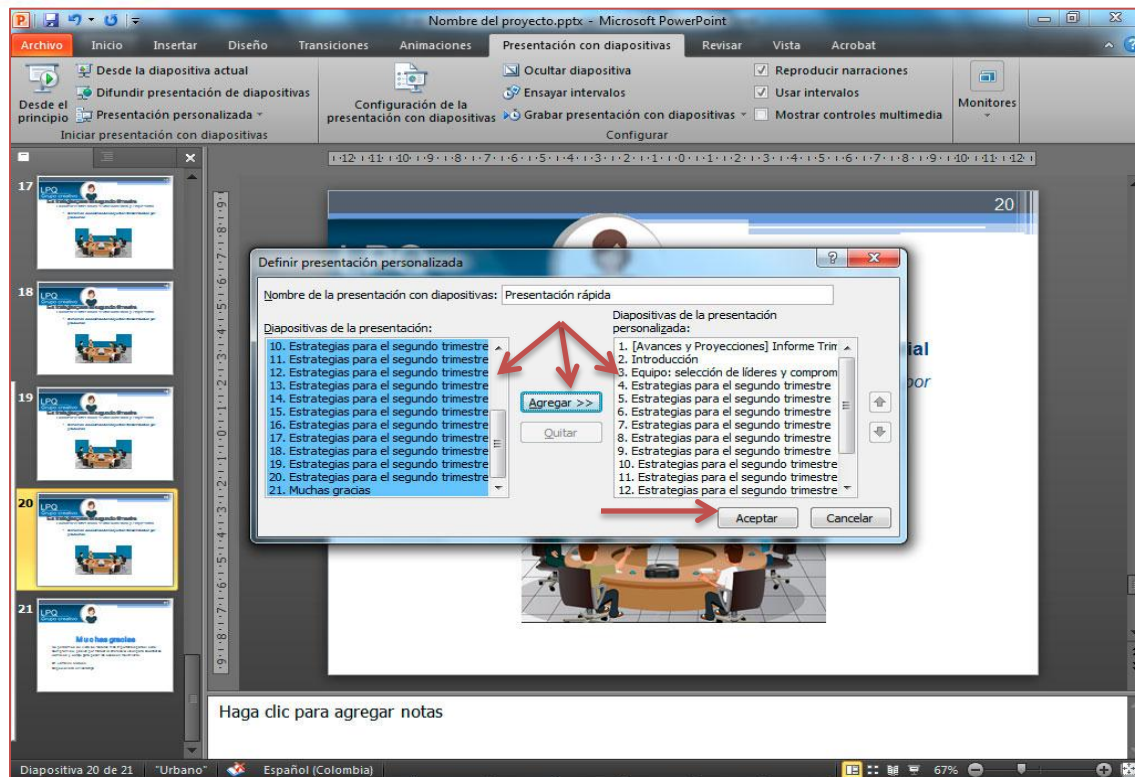 Nombre del proyecto.pptx - Microsoft PowerPoint
Archivo Inicio Insertar Diseño Transiciones Animaciones Presentación con diapositivas Revisar Vista Acrobat
Desde el principio
Desde la diapositiva actual
Difundir presentación de diapositivas
Presentación personalizada
Iniciar presentación con diapositivas
Configuración de la
presentación con diapositivas
Ocultar diapositiva
Ensayar intervalos
Grabar presentación con diapositivas
Reproducir narraciones
Usar intervalos
Mostrar controles multimedia
Configurar
Monitores
17
LPQ
18
LPQ
19
LPQ
20
LPQ
21
LPQ
Muchas gracias
20
Definir presentación personalizada
Nombre de la presentación con diapositivas: Presentación rápida
Diapositivas de la presentación:
10. Estrategias para el segundo trimestre
11. Estrategias para el segundo trimestre
12. Estrategias para el segundo trimestre
13. Estrategias para el segundo trimestre
14. Estrategias para el segundo trimestre
15. Estrategias para el segundo trimestre
16. Estrategias para el segundo trimestre
17. Estrategias para el segundo trimestre
18. Estrategias para el segundo trimestre
19. Estrategias para el segundo trimestre
20. Estrategias para el segundo trimestre
21. Muchas gracias
Agregar >>
Quitar
Diapositivas de la presentación
personalizada:
1. [Avances y Proyecciones] Informe Trim
2. Introducción
3. Equipo: selección de líderes y comprom
4. Estrategias para el segundo trimestre
5. Estrategias para el segundo trimestre
6. Estrategias para el segundo trimestre
7. Estrategias para el segundo trimestre
8. Estrategias para el segundo trimestre
9. Estrategias para el segundo trimestre
10. Estrategias para el segundo trimestre
11. Estrategias para el segundo trimestre
12. Estrategias para el segundo trimestre
Aceptar
Cancelar
ial
por
Haga clic para agregar notas
Diapositiva 20 de 21 "Urbano" Español (Colombia) 67%